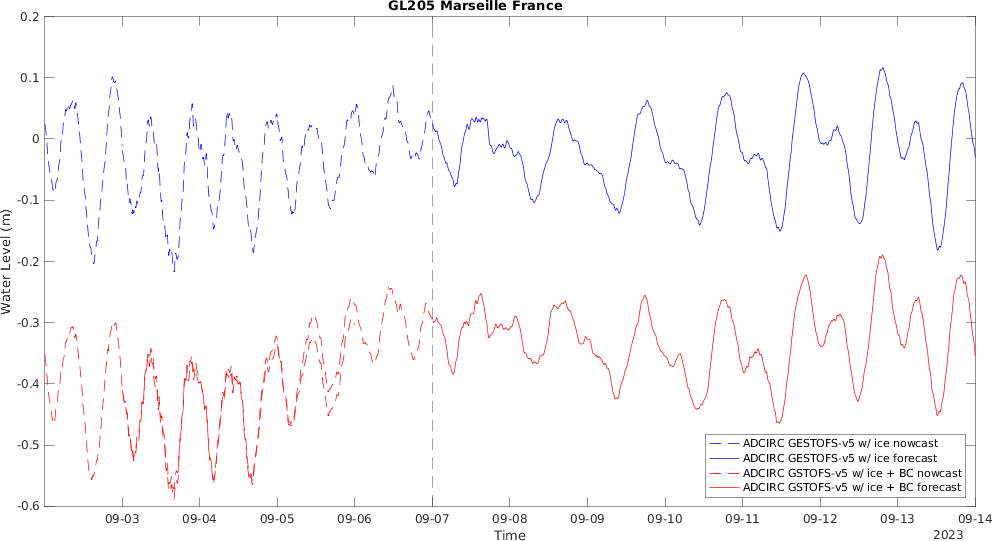 GL205 Marseille France
0.2
0.1
0
-0.1
-0.2
-0.3
-0.4
-0.5
-0.6
Water Level (m)
09-03 09-04 09-05 09-06 09-07 09-08 09-09 09-10 09-11 09-12 09-13 09-14
Time
2023
ADCIRC GESTOFS-v5 w/ ice nowcast
ADCIRC GESTOFS-v5 w/ ice forecast
ADCIRC GSTOFS-v5 w/ ice + BC nowcast
ADCIRC GSTOFS-v5 w/ ice + BC forecast